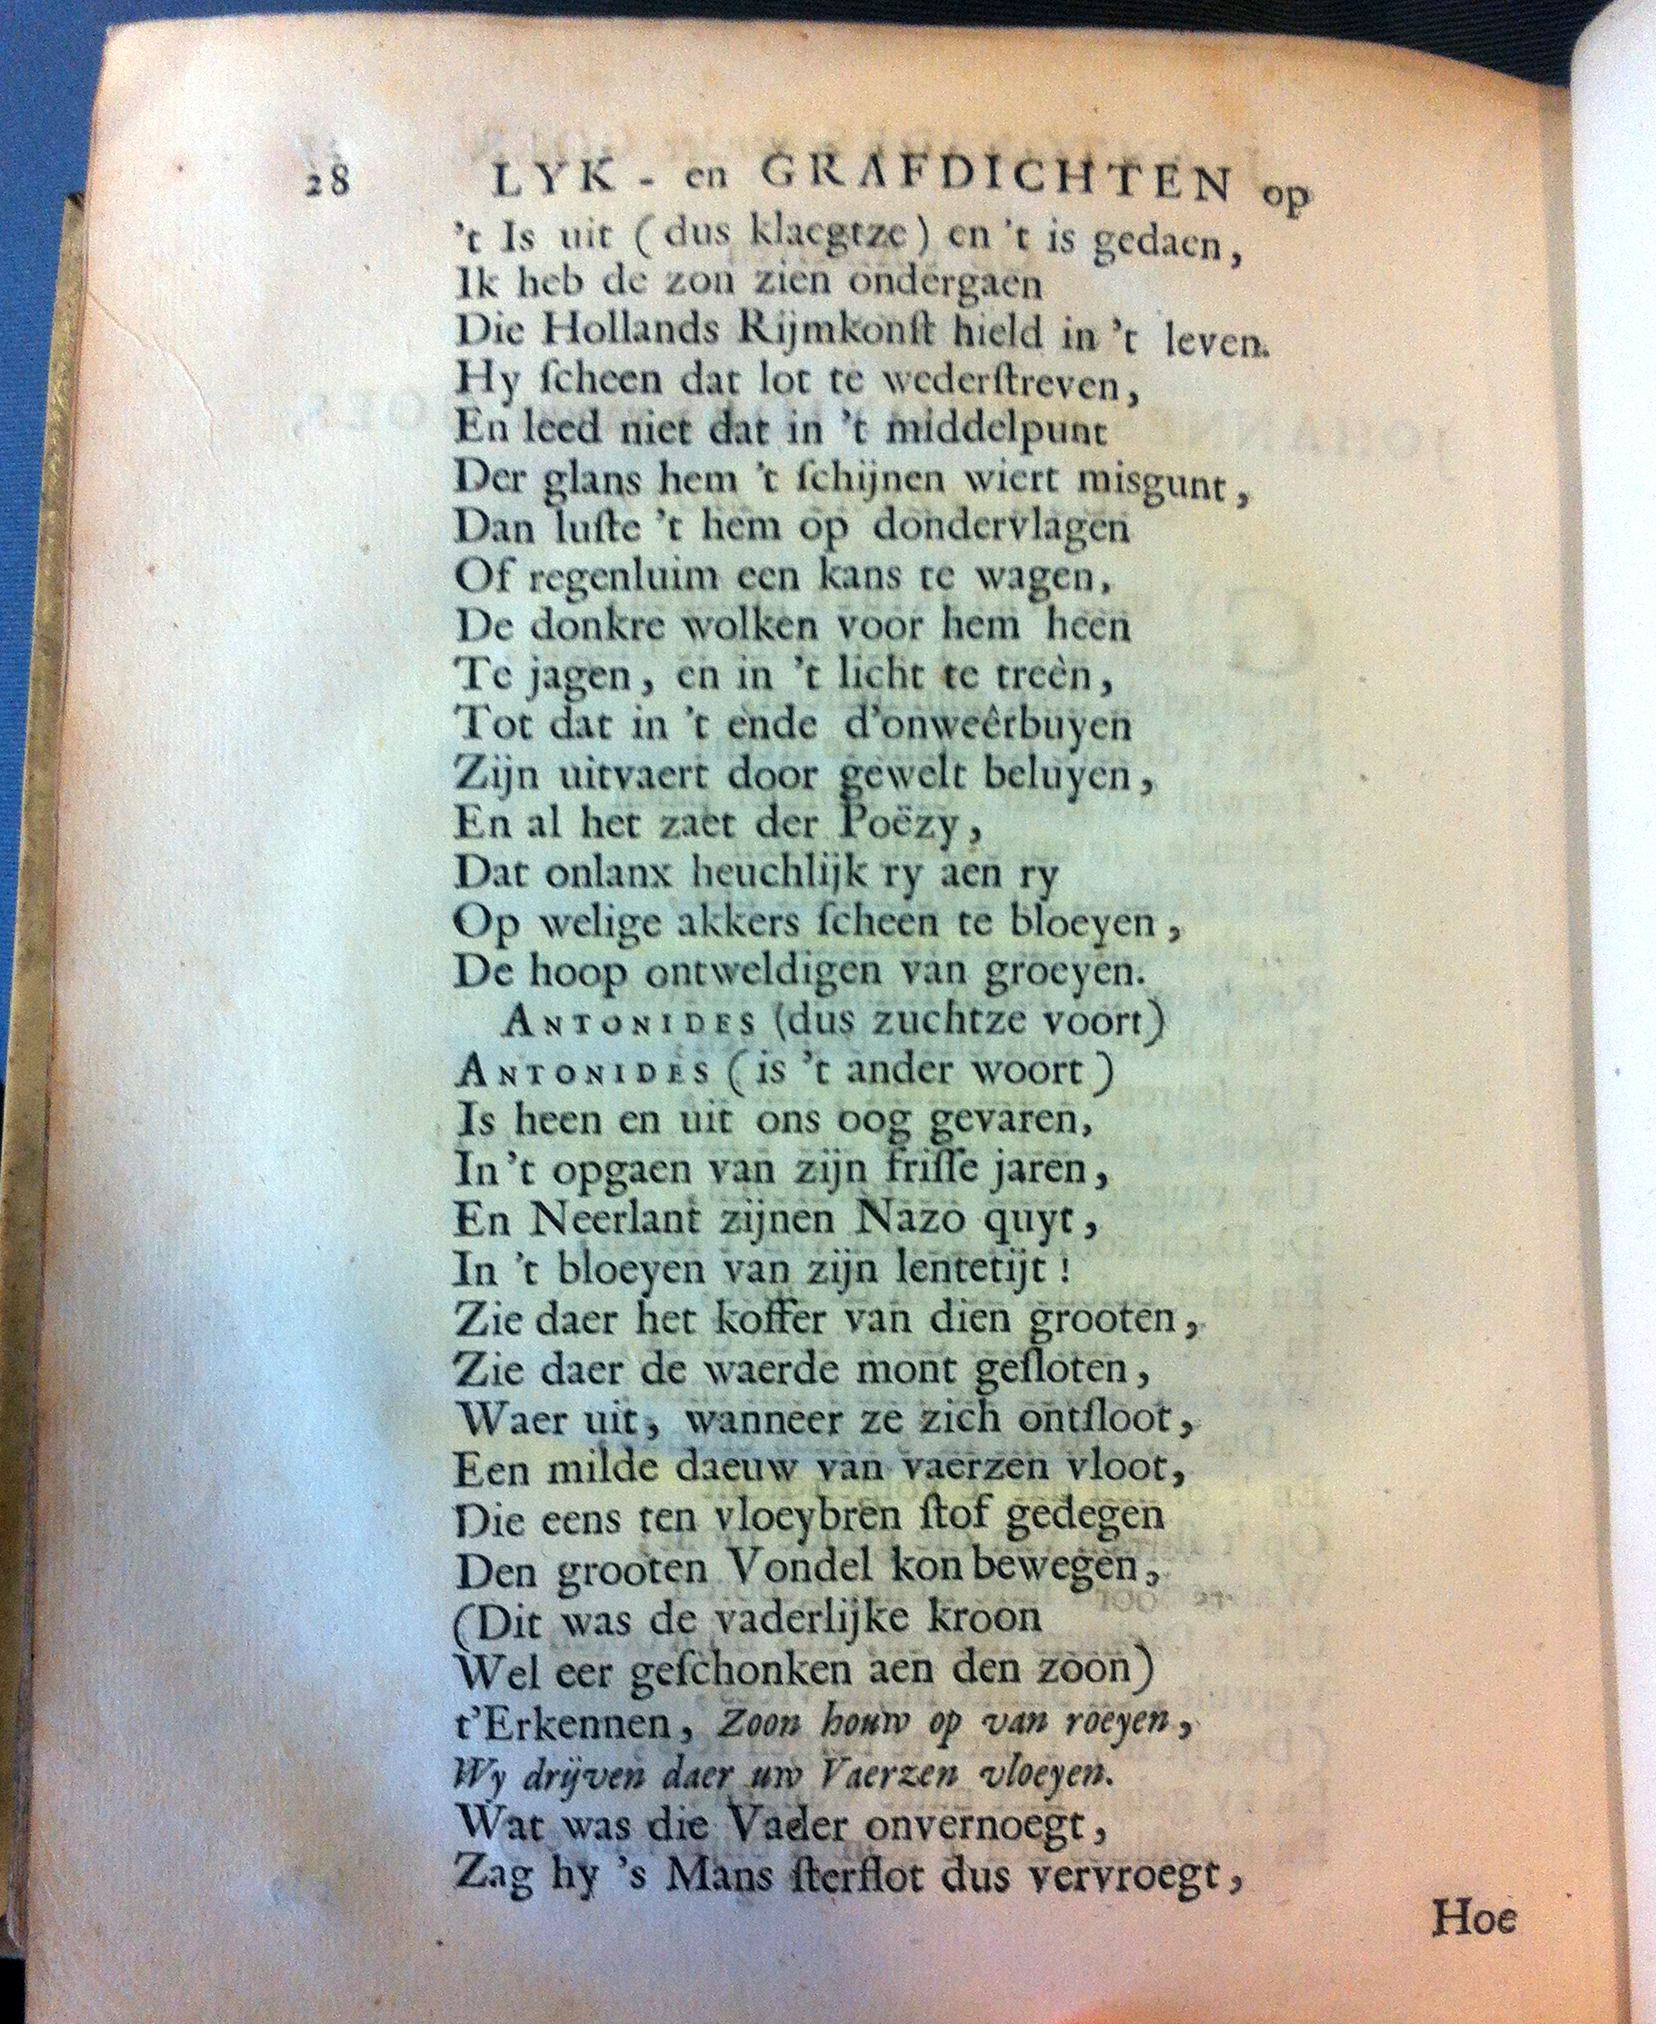 28 LYK - en GRAFDICHTEN op
't Is uit (dus klaegtze) en 't is gedaen,
Ik heb de zon zien ondergaen
Die Hollands Rijmkonſt hield in 't leven.
Hy ſcheen dat lot te wederſtreven,
En leed niet dat in 't middelpunt
Der glans hem 't ſchijnen wiert misgunt,
Dan luſte 't hem op dondervlagen
Of regenluim een kans te wagen,
De donkre wolken voor hem heen
Te jagen, en in 't licht te treèn,
Tot dat in 't ende d'onweêrbuyen
Zijn uitvaert door gewelt beluyen,
En al het zaet der Poëzy,
Dat onlanx heuchlijk ry aen ry
Op welige akkers ſcheen te bloeyen,
De hoop ontweldigen van groeyen.
ANTONIDES (dus zuchtze voort)
ANTONIDES (is 't ander woort)
Is heen en uit ons oog gevaren,
In 't opgaen van zijn friſſe jaren,
En Neerlant zijnen Nazo quyt,
In 't bloeyen van zijn lentetijt!
Zie daer het koffer van dien grooten,
Zie daer de waerde mont geſloten,
Waer uit, wanneer ze zich ontſloot,
Een milde daeuw van vaerzen vloot,
Die eens ten vloeybren ſtof gedegen
Den grooten Vondel kon bewegen,
(Dit was de vaderlijke kroon
Wel eer geſchonken aen den zoon)
t'Erkennen, Zoon houw op van roeyen,
Wy drijven daer uw Vaerzen vloeyen.
Wat was die Vader onvernoegt,
Zag hy 's Mans ſterflot dus vervroegt,
Hoe